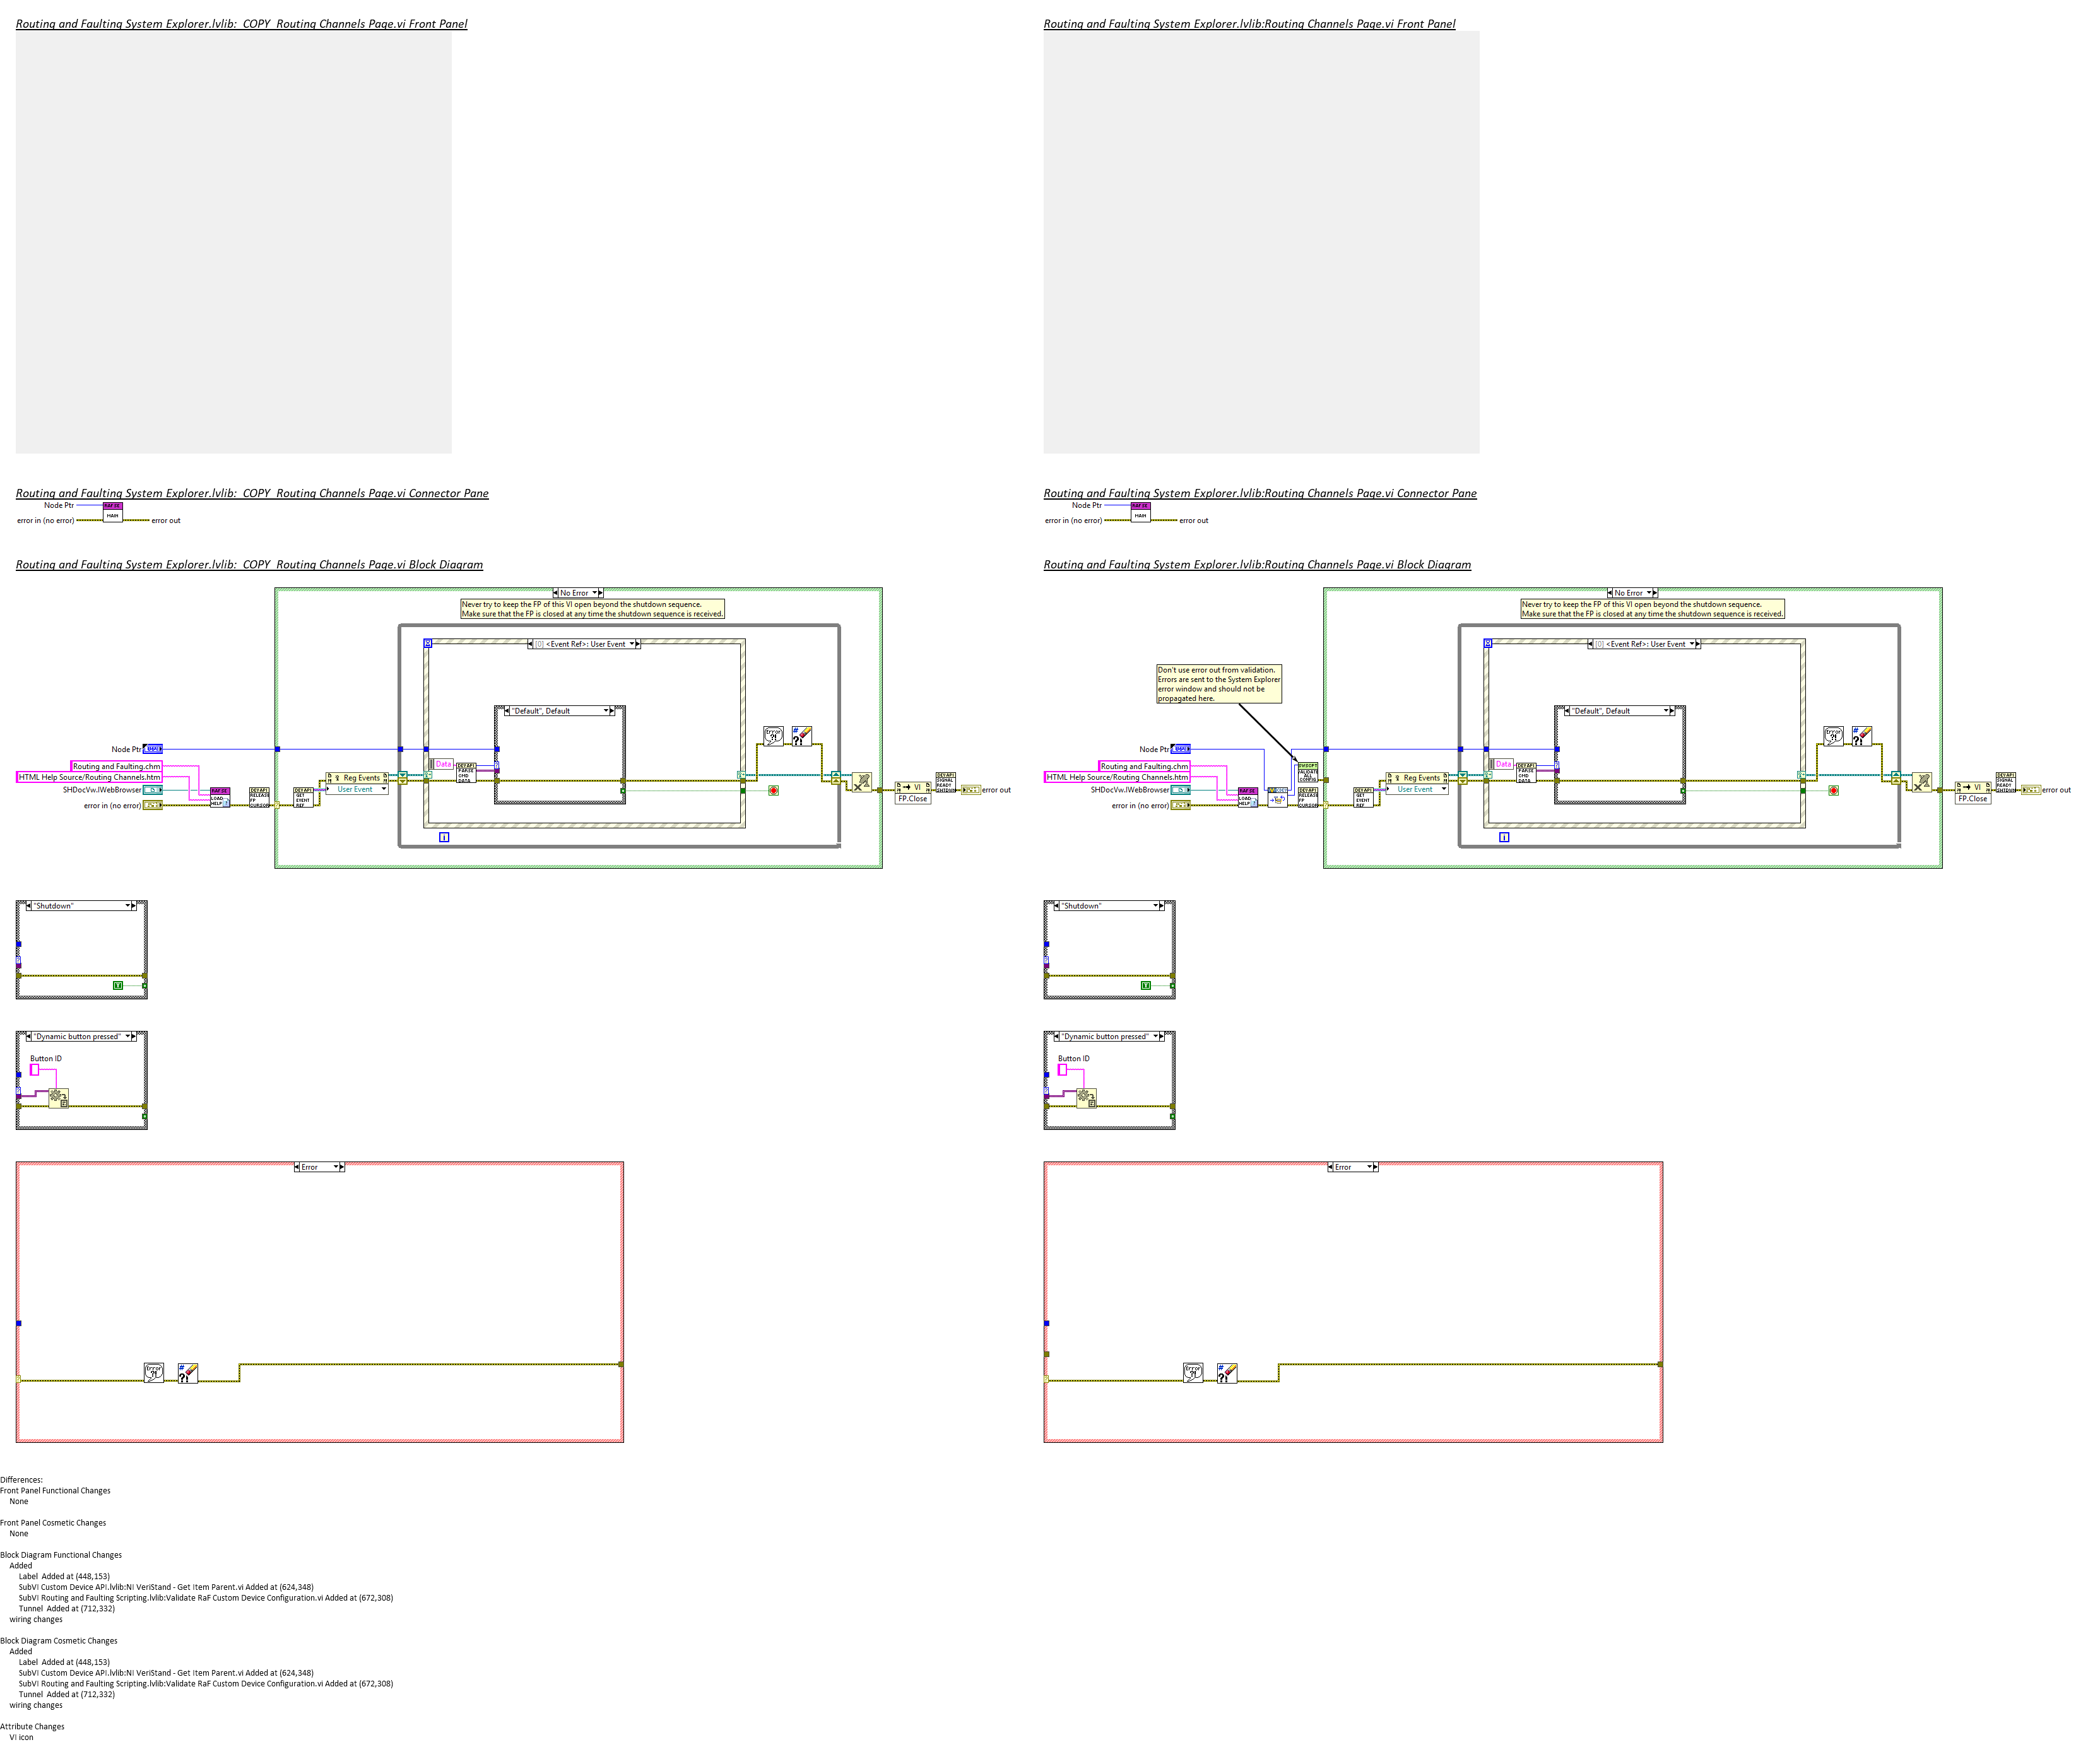 Routing and Faulting System Explorer.lvlib:_COPY_Routing Channels Page.vi Front Panel
Routing and Faulting System Explorer.lvlib:_COPY_Routing Channels Page.vi Connector Pane
Node Ptr
RAF SE
MAIN
error in (no error)
error out
Routing and Faulting System Explorer.lvlib:_COPY_Routing Channels Page.vi Block Diagram
No Error
Never try to keep the FP of this VI open beyond the shutdown sequence.
Make sure that the FP is closed at any time the shutdown sequence is received.
[0] <Event Ref>: User Event
"Default", Default
Node Ptr
Data
Routing and Faulting.chm
HTML Help Source/Routing Channels.htm
SHDocVw.IWebBrowser
error in (no error)
Reg Events
User Event
VI
FP.Close
error out
"Shutdown"
"Dynamic button pressed"
Button ID
Error
Routing and Faulting System Explorer.lvlib:Routing Channels Page.vi Front Panel
Routing and Faulting System Explorer.lvlib:Routing Channels Page.vi Connector Pane
Node Ptr
RAF SE
MAIN
error in (no error)
error out
Routing and Faulting System Explorer.lvlib:Routing Channels Page.vi Block Diagram
No Error
Never try to keep the FP of this VI open beyond the shutdown sequence.
Make sure that the FP is closed at any time the shutdown sequence is received.
[0] <Event Ref>: User Event
Don't use error out from validation.
Errors are sent to the System Explorer
error window and should not be
propagated here.
"Default", Default
Node Ptr
Data
Routing and Faulting.chm
HTML Help Source/Routing Channels.htm
SHDocVw.IWebBrowser
error in (no error)
Reg Events
User Event
VI
FP.Close
error out
"Shutdown"
"Dynamic button pressed"
Button ID
Error
Differences:
Front Panel Functional Changes
None
Front Panel Cosmetic Changes
None
Block Diagram Functional Changes
Added
Label Added at (448,153)
SubVI Custom Device API.lvlib:NI VeriStand - Get Item Parent.vi Added at (624,348)
SubVI Routing and Faulting Scripting.lvlib:Validate RaF Custom Device Configuration.vi Added at (672,308)
Tunnel Added at (712,332)
wiring changes
Block Diagram Cosmetic Changes
Added
Label Added at (448,153)
SubVI Custom Device API.lvlib:NI VeriStand - Get Item Parent.vi Added at (624,348)
SubVI Routing and Faulting Scripting.lvlib:Validate RaF Custom Device Configuration.vi Added at (672,308)
Tunnel Added at (712,332)
wiring changes
Attribute Changes
VI icon